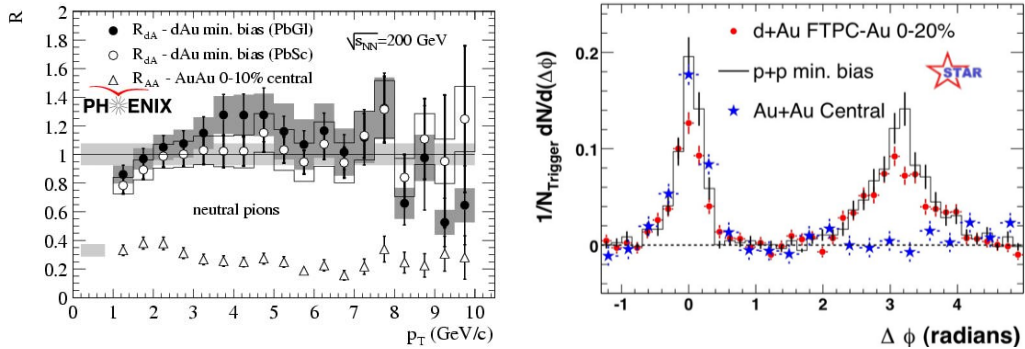 R
2
1.8
1.6
1.4
1.2
1
0.8
0.6
0.4
0.2
0
R_dA - dAu min. bias (PbGl)
R_dA - dAu min. bias (PbSc)
R_AA - AuAu 0-10% central
√s_NN=200 GeV
PHENIX
neutral pions
0 1 2 3 4 5 6 7 8 9 10
p_T (GeV/c)
1/N_Trigger dN/d(Δφ)
0.2
0.1
0
d+Au FTPC-Au 0-20%
p+p min. bias
Au+Au Central
STAR
-1 0 1 2 3 4
Δ φ (radians)